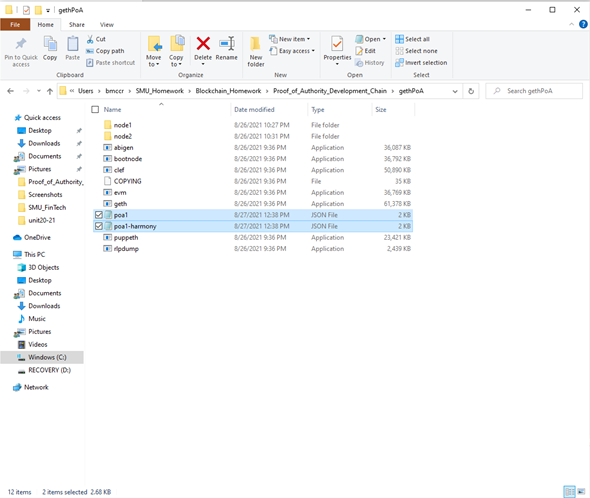 gethPoA
File Home Share View
Pin to Quick access
Copy
Paste
Cut
Copy path
Paste shortcut
Clipboard
Move to
Copy to
Delete
Rename
Organize
New folder
New item
Easy access
New
Properties
Open
Edit
History
Open
Select all
Select none
Invert selection
Select
« Users › bmccr › SMU_Homework › Blockchain_Homework › Proof_of_Authority_Development_Chain › gethPoA
Search gethPoA
Quick access
Desktop
Downloads
Documents
Pictures
Proof_of_Authority_
Screenshots
SMU_FinTech
unit20-21
OneDrive
This PC
3D Objects
Desktop
Documents
Downloads
Music
Pictures
Videos
Windows (C:)
RECOVERY (D:)
Network
Name Date modified Type Size
node1 8/26/2021 10:27 PM File folder
node2 8/26/2021 10:31 PM File folder
abigen 8/26/2021 9:36 PM Application 36,087 KB
bootnode 8/26/2021 9:36 PM Application 36,792 KB
clef 8/26/2021 9:36 PM Application 50,890 KB
COPYING 8/26/2021 9:36 PM File 35 KB
evm 8/26/2021 9:36 PM Application 36,769 KB
geth 8/26/2021 9:36 PM Application 61,378 KB
poa1 8/27/2021 12:38 PM JSON File 2 KB
poa1-harmony 8/27/2021 12:38 PM JSON File 2 KB
puppeth 8/26/2021 9:36 PM Application 23,421 KB
rlpdump 8/26/2021 9:36 PM Application 2,439 KB
12 items 2 items selected 2.68 KB